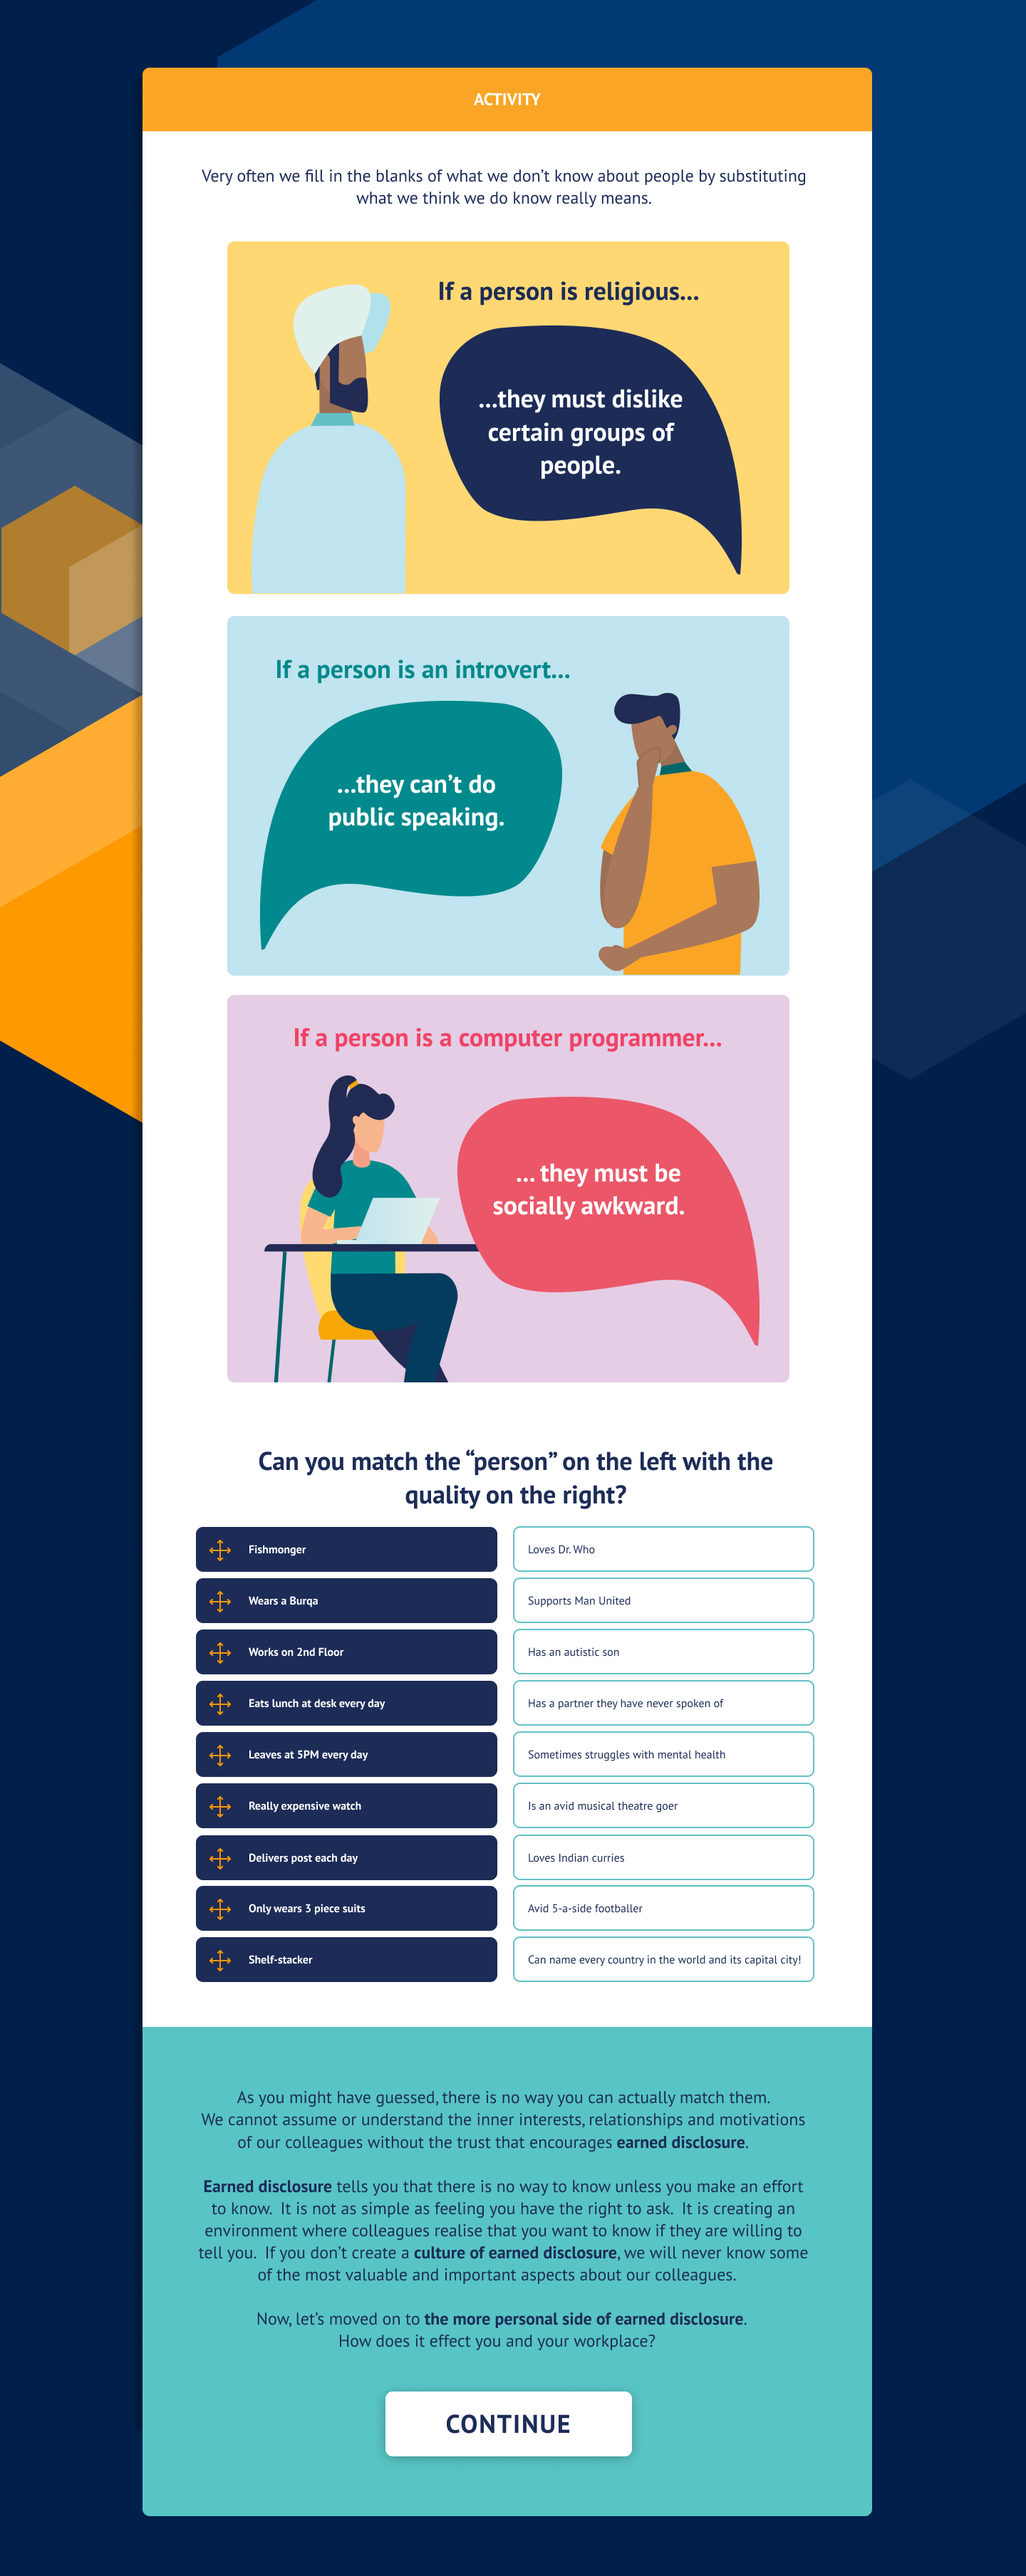 ACTIVITY
Very often we fill in the blanks of what we don’t know about people by substituting
what we think we do know really means.
If a person is religious...
...they must dislike
certain groups of
people.
If a person is an introvert...
...they can’t do
public speaking.
If a person is a computer programmer...
... they must be
socially awkward.
Can you match the “person” on the left with the
quality on the right?
Fishmonger
Loves Dr. Who
Wears a Burqa
Supports Man United
Works on 2nd Floor
Has an autistic son
Eats lunch at desk every day
Has a partner they have never spoken of
Leaves at 5PM every day
Sometimes struggles with mental health
Really expensive watch
Is an avid musical theatre goer
Delivers post each day
Loves Indian curries
Only wears 3 piece suits
Avid 5-a-side footballer
Shelf-stacker
Can name every country in the world and its capital city!
As you might have guessed, there is no way you can actually match them.
We cannot assume or understand the inner interests, relationships and motivations
of our colleagues without the trust that encourages earned disclosure.
Earned disclosure tells you that there is no way to know unless you make an effort
to know.  It is not as simple as feeling you have the right to ask.  It is creating an
environment where colleagues realise that you want to know if they are willing to
tell you.  If you don’t create a culture of earned disclosure, we will never know some
of the most valuable and important aspects about our colleagues.
Now, let’s moved on to the more personal side of earned disclosure.
How does it effect you and your workplace?
CONTINUE